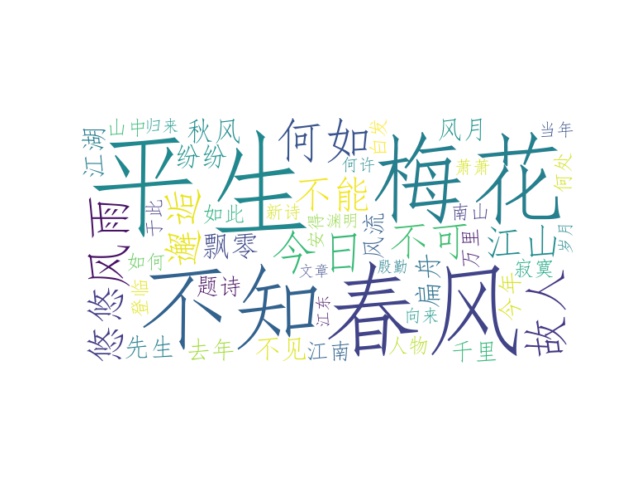 江湖
山中
归来
秋风
何如
白发
风月
当年
平生
梅花
纷纷
何许
萧萧
何处
风雨
邂逅
于此
如此
新诗
不能
安得
渊明
风流
南山
岁月
如何
飘零
今日
不可
万里
江山
悠悠
登临
题诗
文章
殷勤
扁舟
寂寞
不知
春风
江东
向来
今年
故人
先生
去年
不见
江南
人物
千里